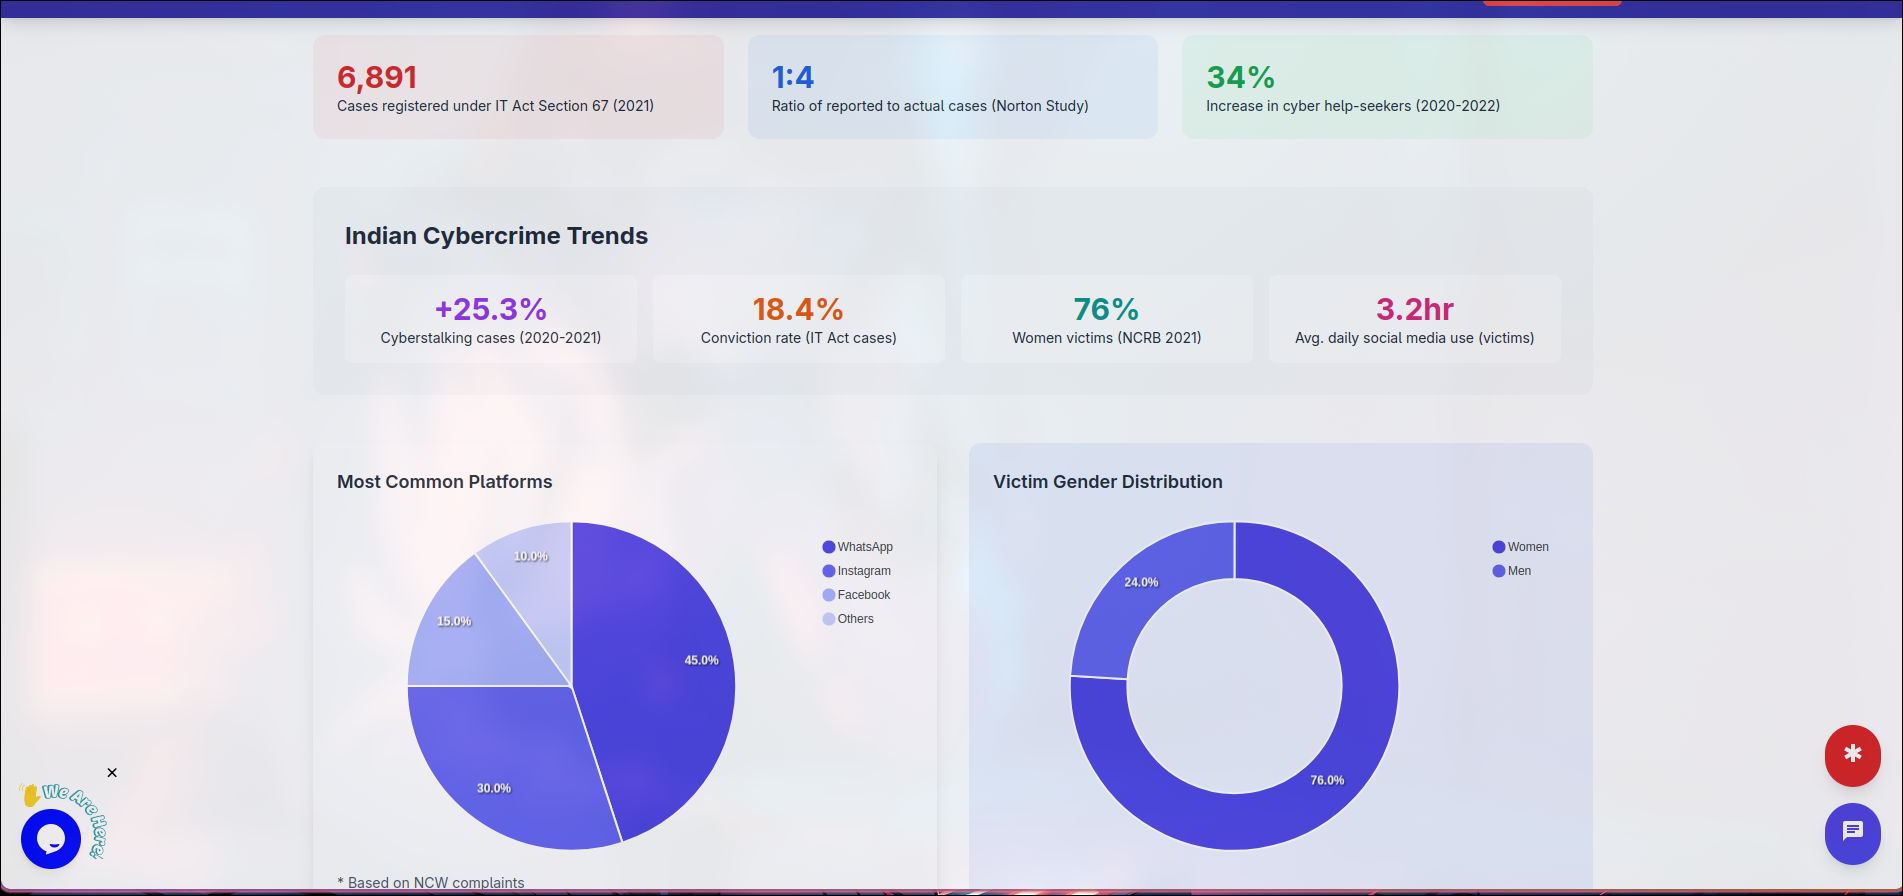 6,891
Cases registered under IT Act Section 67 (2021)
1:4
Ratio of reported to actual cases (Norton Study)
34%
Increase in cyber help-seekers (2020-2022)
Indian Cybercrime Trends
+25.3%
Cyberstalking cases (2020-2021)
18.4%
Conviction rate (IT Act cases)
76%
Women victims (NCRB 2021)
3.2hr
Avg. daily social media use (victims)
Most Common Platforms
10.0%
15.0%
45.0%
30.0%
WhatsApp
Instagram
Facebook
Others
* Based on NCW complaints
Victim Gender Distribution
24.0%
76.0%
Women
Men
We Are Here!